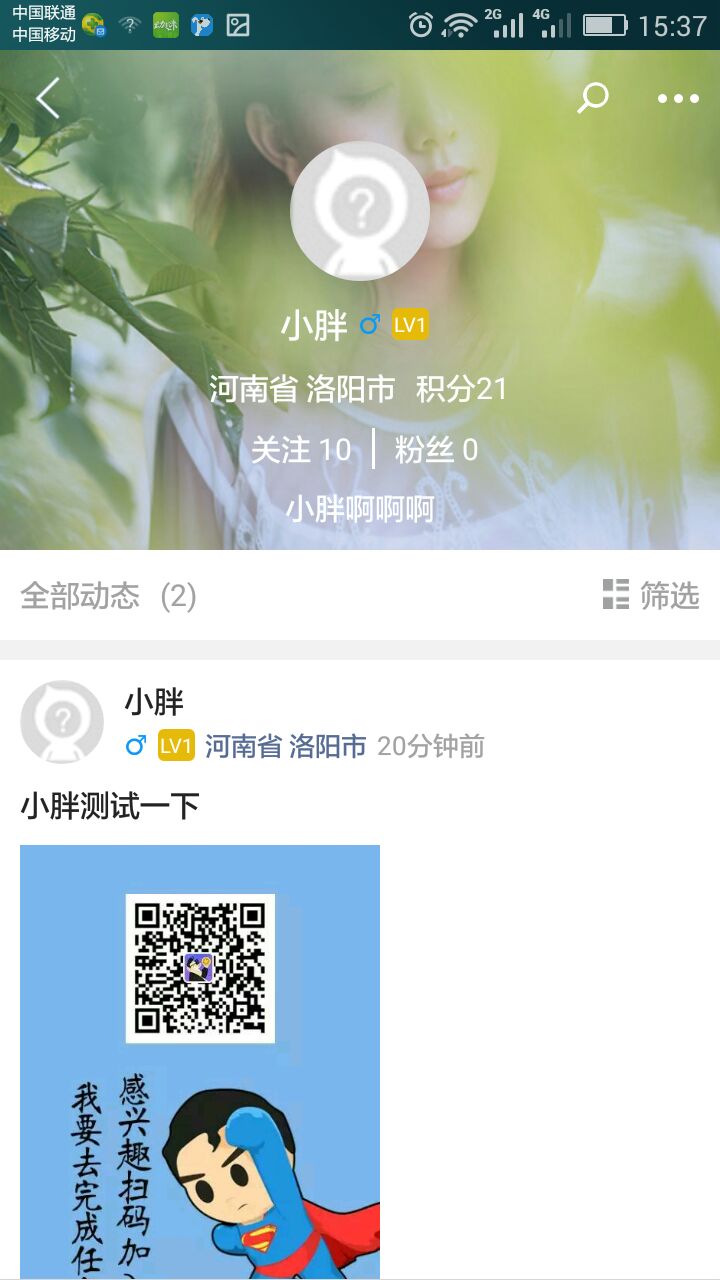 中国联通
中国移动
2G
4G
15:37
小胖 ♂ LV1
河南省 洛阳市 积分21
关注 10 | 粉丝 0
小胖啊啊啊
全部动态 (2)
筛选
小胖
♂ LV1 河南省 洛阳市 20分钟前
小胖测试一下
感兴趣扫码加
我要去完成任